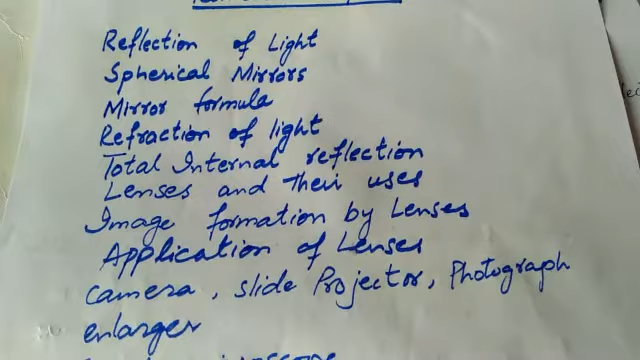 Reflection of Light
Spherical Mirrors
Mirror formula
Refraction of light
Total Internal reflection
Lenses and Their uses
Image formation by Lenses
Application of Lenses
camera, slide Projector, Photograph
enlarger